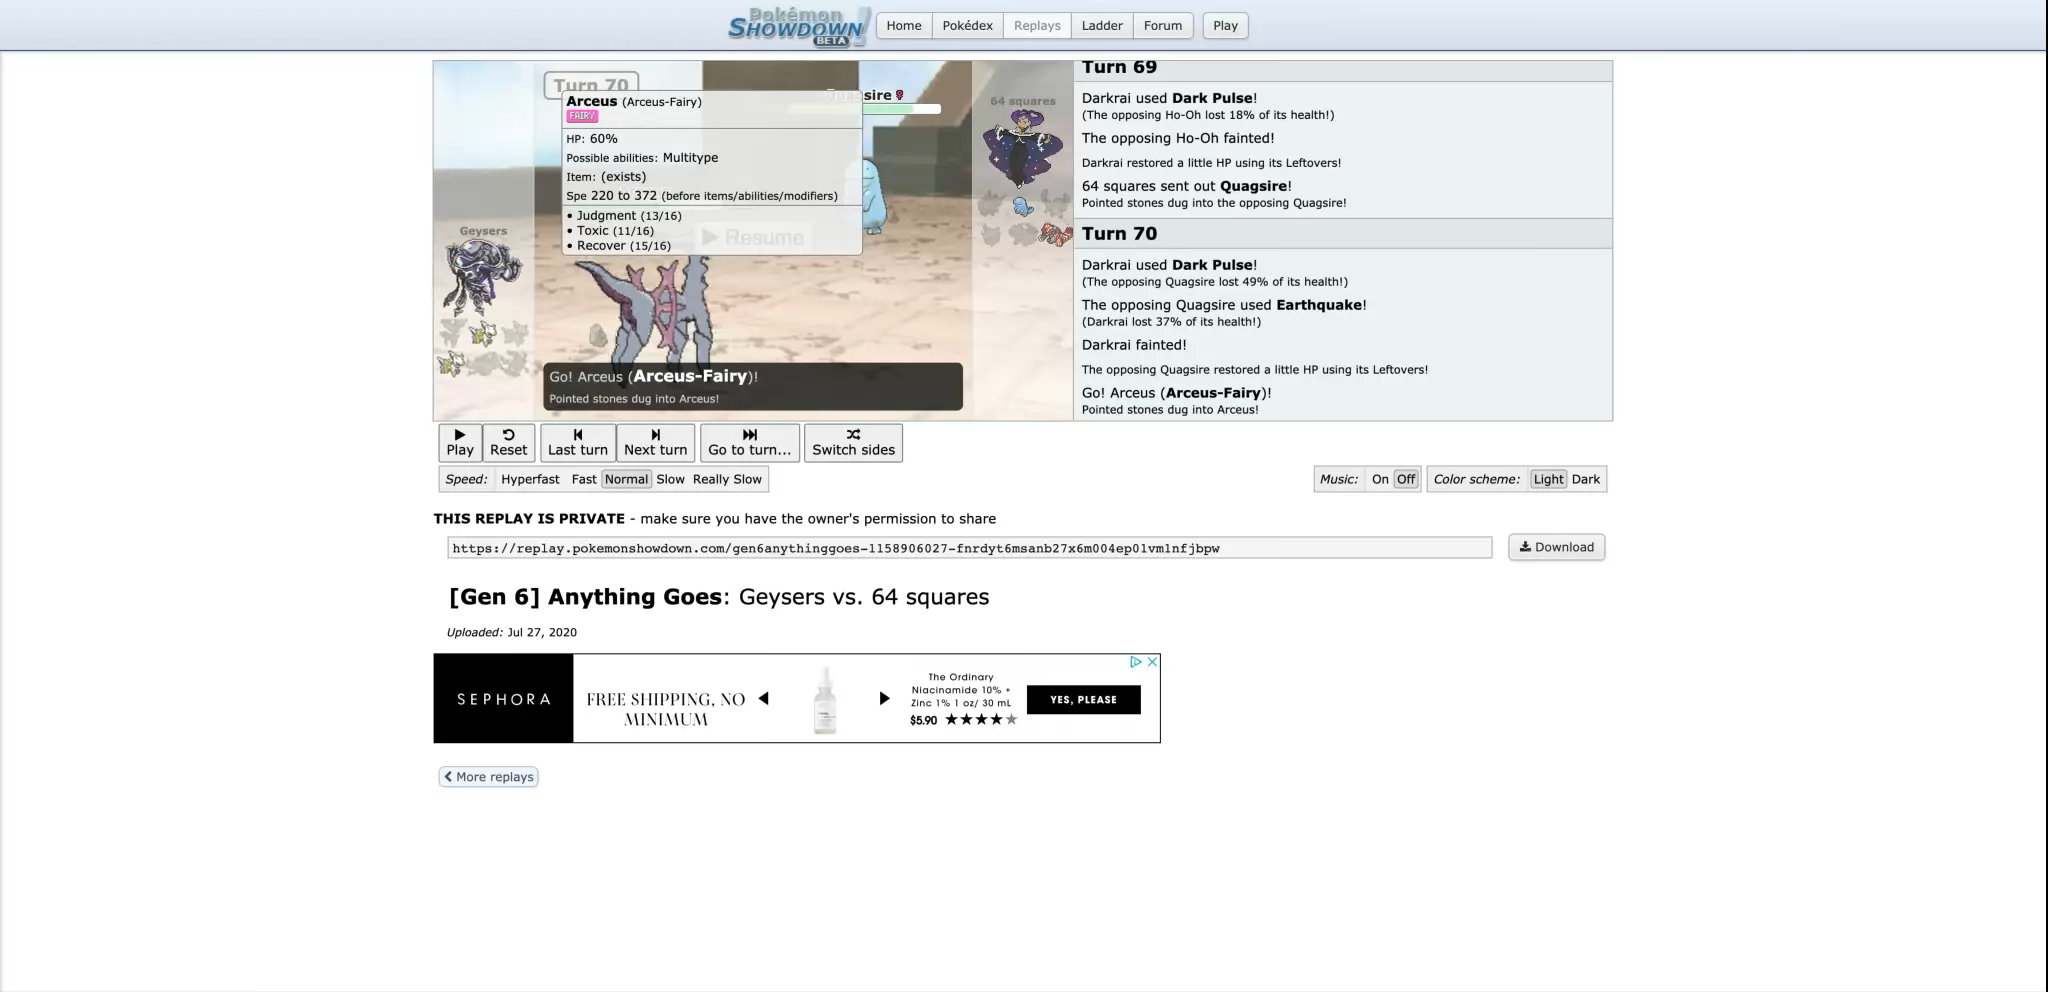 Pokémon
SHOWDOWN!
BETA
Home
Pokédex
Replays
Ladder
Forum
Play
Turn 70
Arceus (Arceus-Fairy)
FAIRY
HP: 60%
Possible abilities: Multitype
Item: (exists)
Spe 220 to 372 (before items/abilities/modifiers)
• Judgment (13/16)
• Toxic (11/16)
• Recover (15/16)
Resume
Quagsire
64 squares
Geysers
Go! Arceus (Arceus-Fairy)!
Pointed stones dug into Arceus!
Turn 69
Darkrai used Dark Pulse!
(The opposing Ho-Oh lost 18% of its health!)
The opposing Ho-Oh fainted!
Darkrai restored a little HP using its Leftovers!
64 squares sent out Quagsire!
Pointed stones dug into the opposing Quagsire!
Turn 70
Darkrai used Dark Pulse!
(The opposing Quagsire lost 49% of its health!)
The opposing Quagsire used Earthquake!
(Darkrai lost 37% of its health!)
Darkrai fainted!
The opposing Quagsire restored a little HP using its Leftovers!
Go! Arceus (Arceus-Fairy)!
Pointed stones dug into Arceus!
Play
Reset
Last turn
Next turn
Go to turn...
Switch sides
Speed: Hyperfast Fast Normal Slow Really Slow
Music: On Off
Color scheme: Light Dark
THIS REPLAY IS PRIVATE - make sure you have the owner's permission to share
https://replay.pokemonshowdown.com/gen6anythinggoes-1158906027-fnrdyt6msanb27x6m004ep01vm1nfjbpw
Download
[Gen 6] Anything Goes: Geysers vs. 64 squares
Uploaded: Jul 27, 2020
SEPHORA
FREE SHIPPING, NO
MINIMUM
The Ordinary
Niacinamide 10% +
Zinc 1% 1 oz/ 30 mL
$5.90
YES, PLEASE
More replays